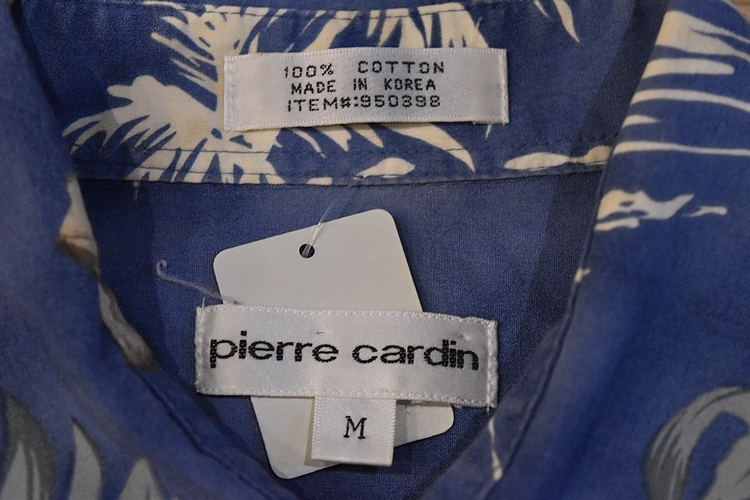 100% COTTON
MADE IN KOREA
ITEM#:950398
pierre cardin
M